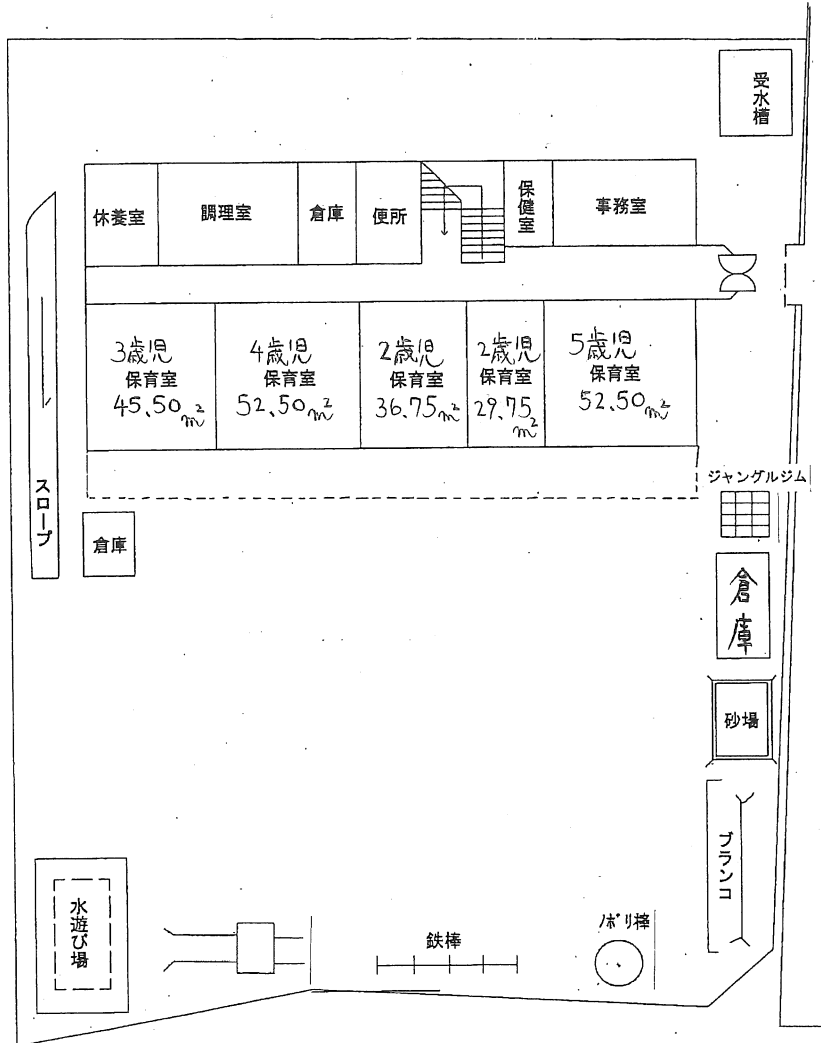 受水槽
休養室
調理室
倉庫
便所
保健室
事務室
3歳児
保育室
45.50m²
4歳児
保育室
52.50m²
2歳児
保育室
36.75m²
2歳児
保育室
29.75
m²
5歳児
保育室
52.50m²
スロープ
ジャングルジム
倉庫
倉庫
砂場
ブランコ
水遊び場
鉄棒
ノボリ棒